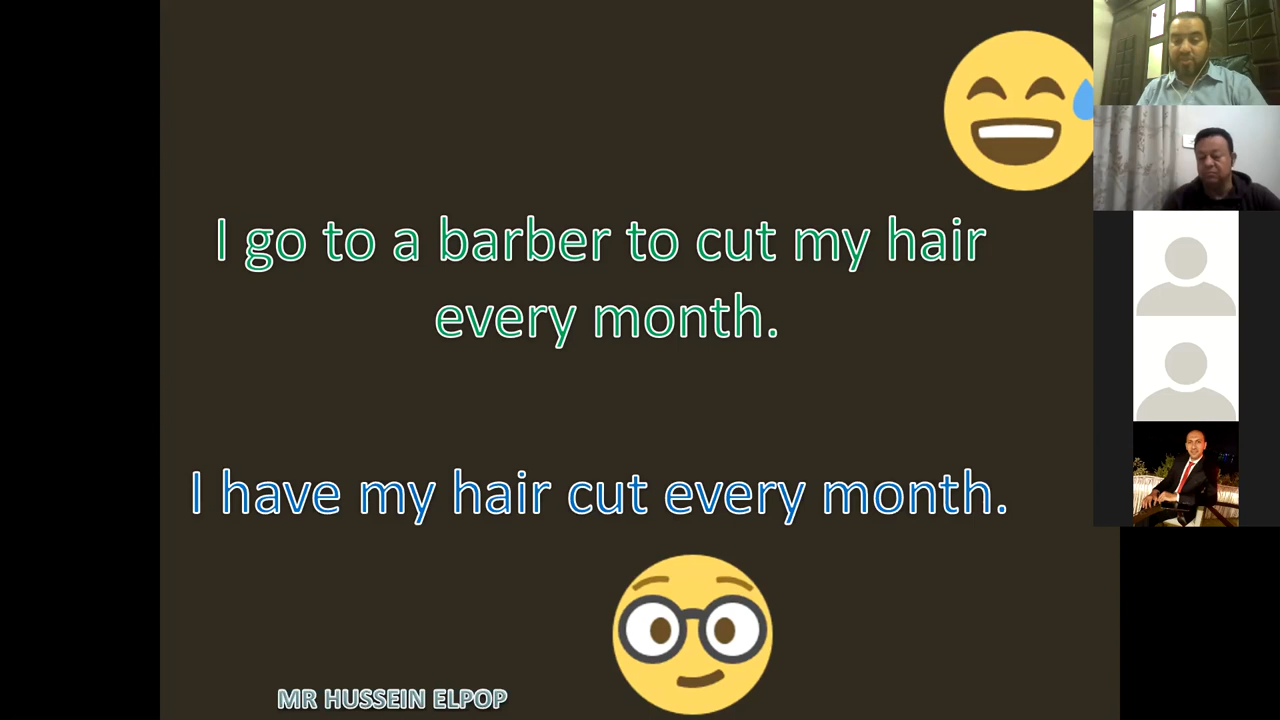 I go to a barber to cut my hair
every month.
I have my hair cut every month.
MR HUSSEIN ELPOP